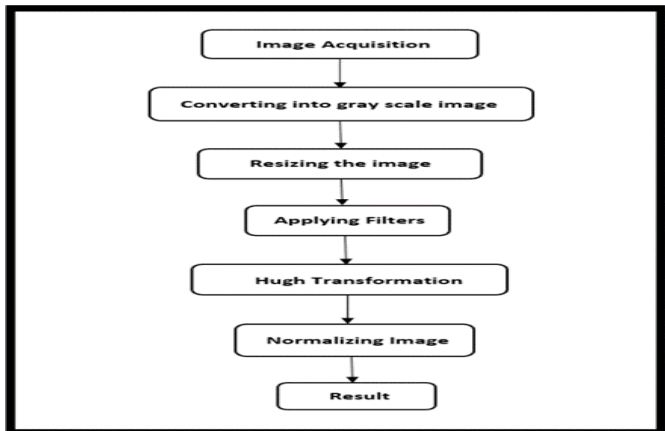 Image Acquisition
Converting into gray scale image
Resizing the image
Applying Filters
Hugh Transformation
Normalizing Image
Result